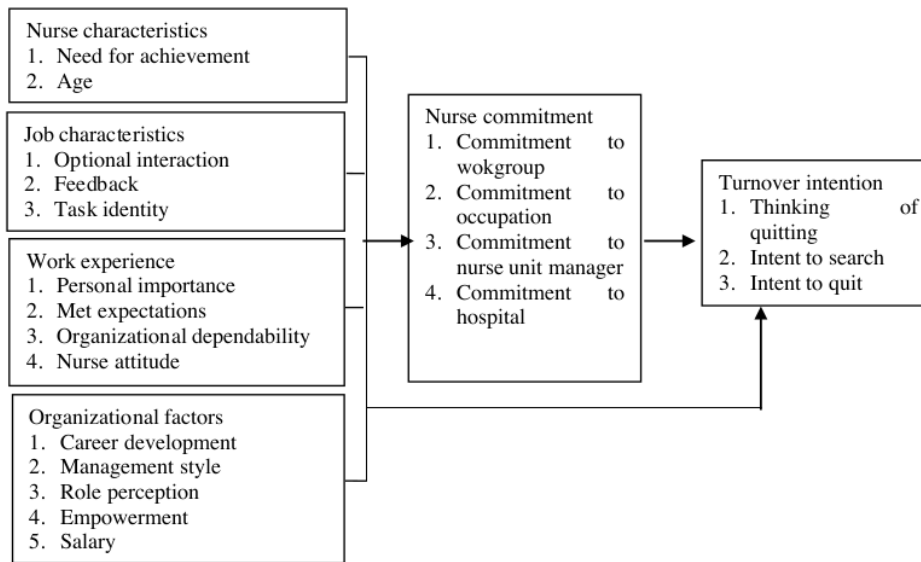 Nurse characteristics
1. Need for achievement
2. Age
Job characteristics
1. Optional interaction
2. Feedback
3. Task identity
Work experience
1. Personal importance
2. Met expectations
3. Organizational dependability
4. Nurse attitude
Organizational factors
1. Career development
2. Management style
3. Role perception
4. Empowerment
5. Salary
Nurse commitment
1. Commitment to
wokgroup
2. Commitment to
occupation
3. Commitment to
nurse unit manager
4. Commitment to
hospital
Turnover intention
1. Thinking of
quitting
2. Intent to search
3. Intent to quit